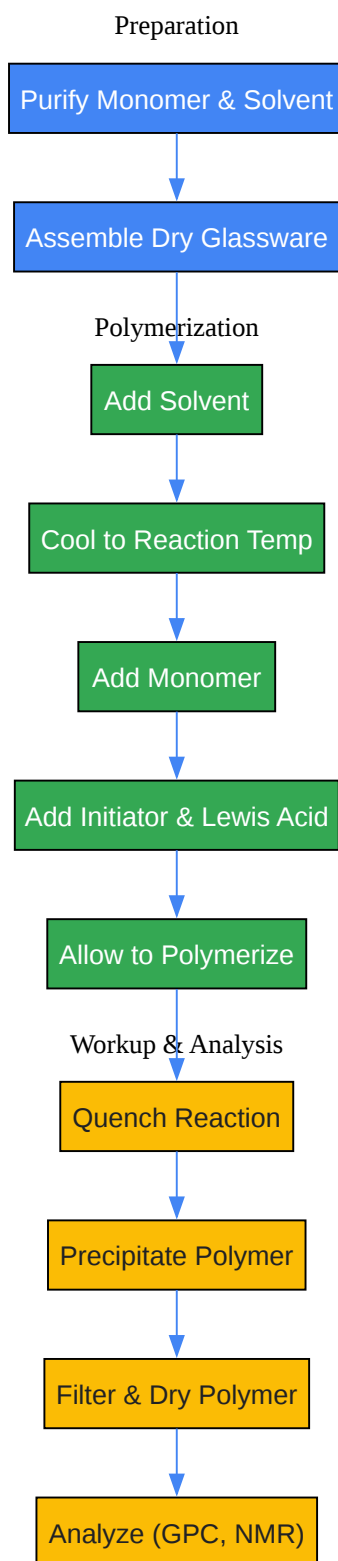 Preparation
Purify Monomer & Solvent
Assemble Dry Glassware
Polymerization
Add Solvent
Cool to Reaction Temp
Add Monomer
Add Initiator & Lewis Acid
Allow to Polymerize
Workup & Analysis
Quench Reaction
Precipitate Polymer
Filter & Dry Polymer
Analyze (GPC, NMR)